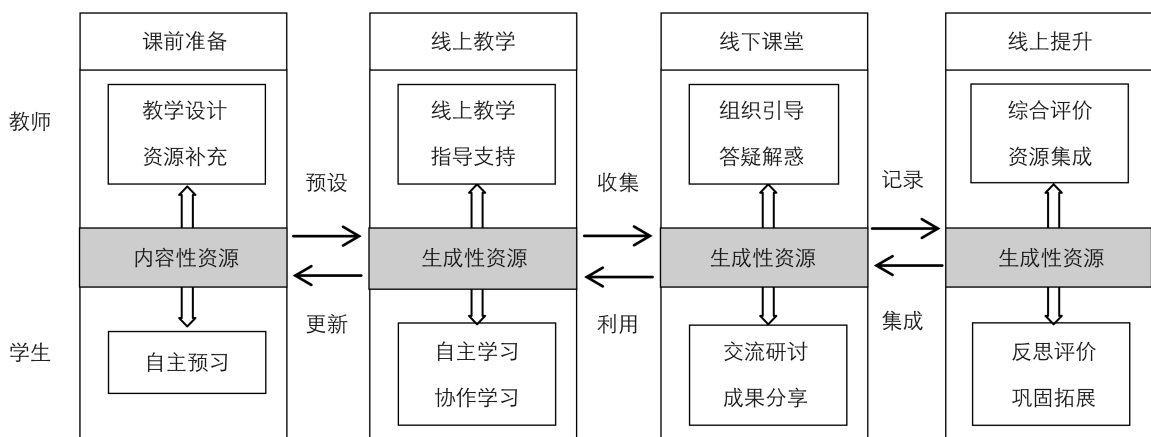 课前准备
线上教学
线下课堂
线上提升
教师
教学设计
资源补充
线上教学
指导支持
组织引导
答疑解惑
综合评价
资源集成
预设
收集
记录
内容性资源
生成性资源
生成性资源
生成性资源
更新
利用
集成
学生
自主预习
自主学习
协作学习
交流研讨
成果分享
反思评价
巩固拓展